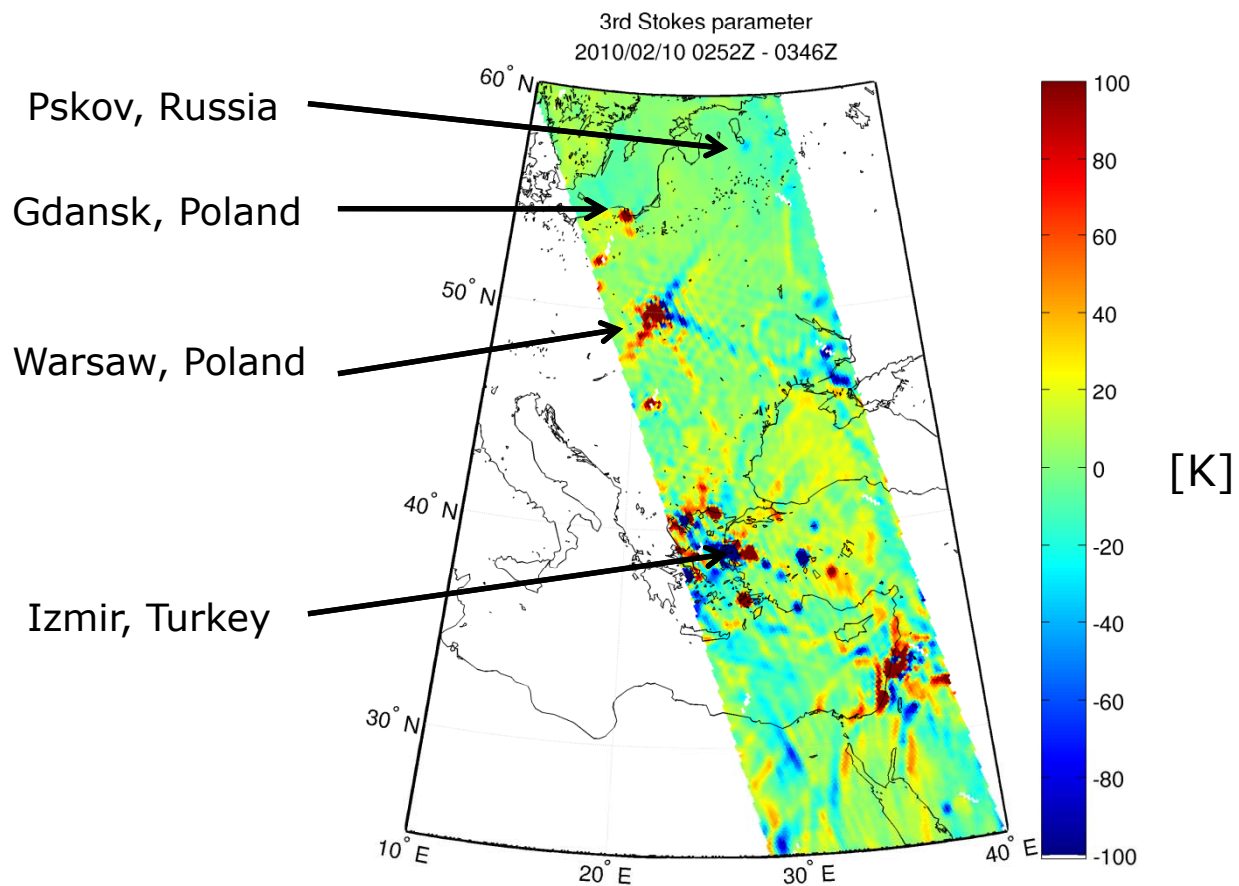 3rd Stokes parameter
2010/02/10 0252Z - 0346Z
Pskov, Russia
Gdansk, Poland
Warsaw, Poland
Izmir, Turkey
60° N
50° N
40° N
30° N
10° E
20° E
30° E
40° E
100
80
60
40
20
0
-20
-40
-60
-80
-100
[K]